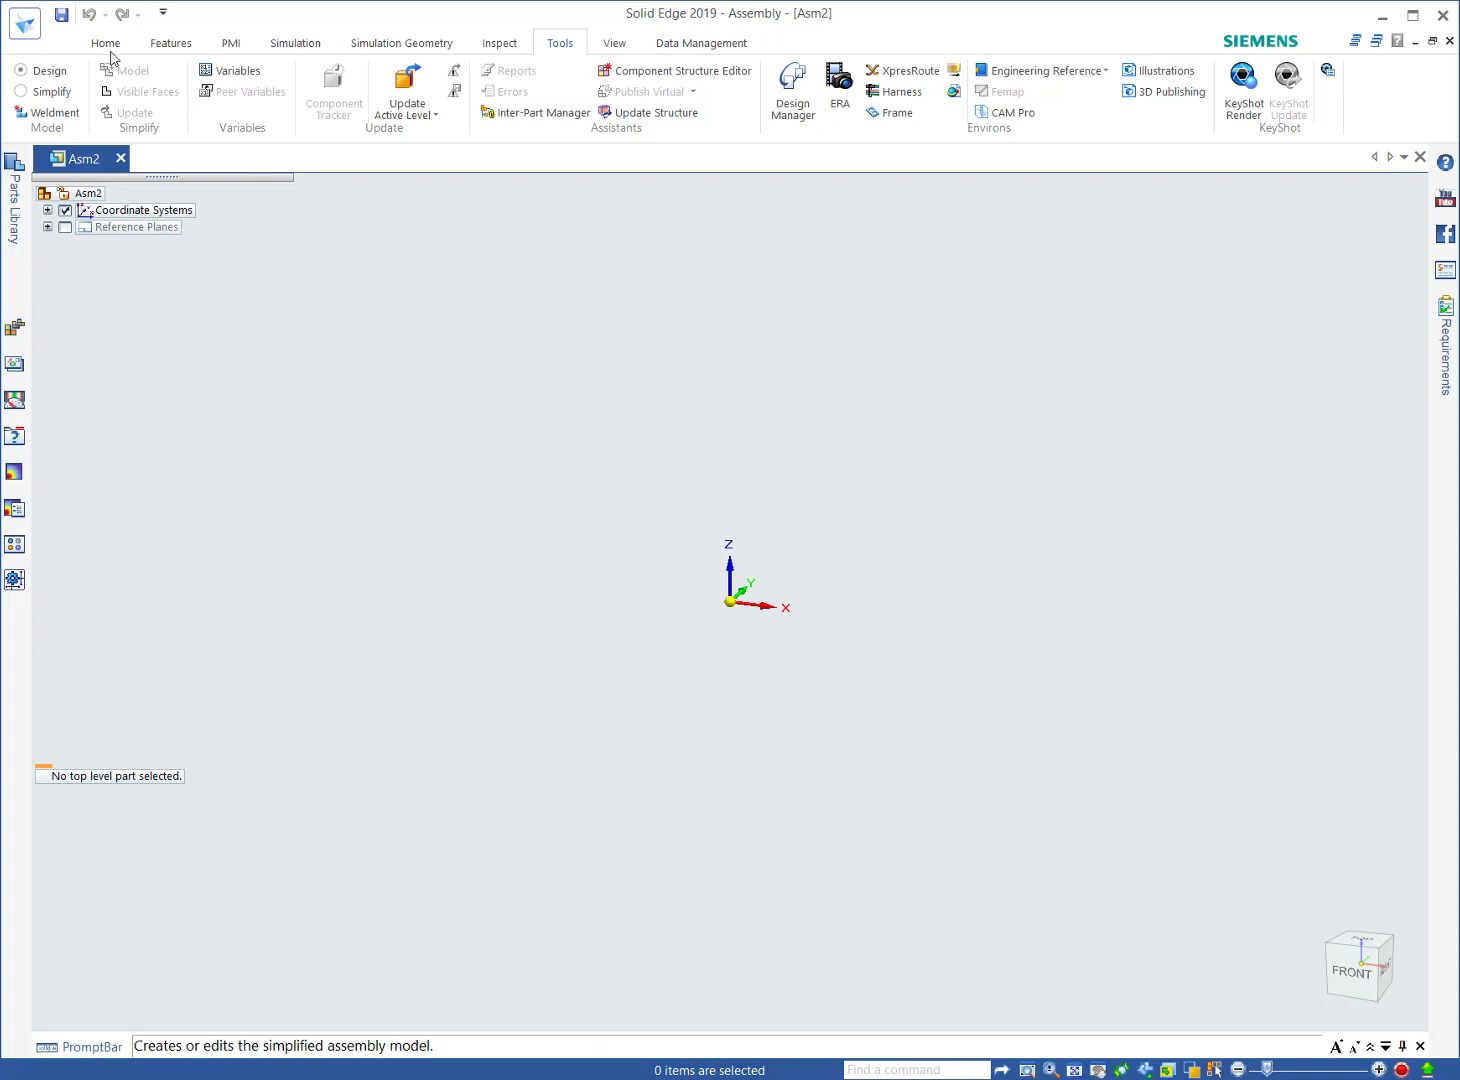 Solid Edge 2019 - Assembly - [Asm2]
Home Features PMI Simulation Simulation Geometry Inspect Tools View Data Management SIEMENS
Design Model Variables Reports Component Structure Editor XpresRoute Engineering Reference Illustrations
Simplify Visible Faces Peer Variables Errors Publish Virtual Harness Femap 3D Publishing
Weldment Update Component Tracker Update Active Level Inter-Part Manager Update Structure Design Manager ERA Frame CAM Pro KeyShot Render KeyShot Update
Model Simplify Variables Update Assistants Environs KeyShot
Asm2
Parts Library
Asm2
Coordinate Systems
Reference Planes
You Tube
Requirements
Z
Y
X
No top level part selected.
FRONT
PromptBar Creates or edits the simplified assembly model.
0 items are selected Find a command